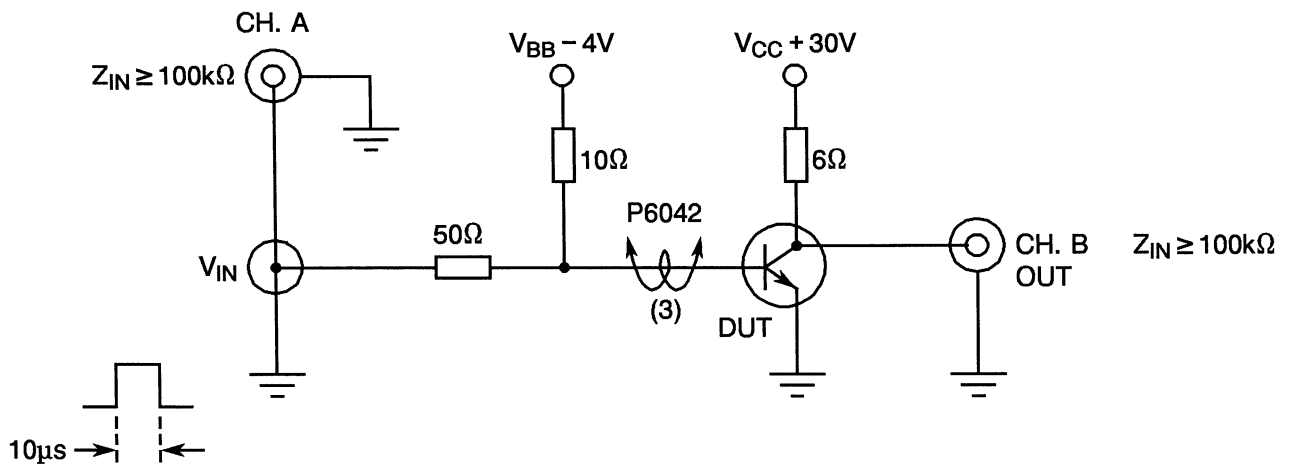 CH. A
Z_IN ≥ 100kΩ
V_BB – 4V
V_CC + 30V
10Ω
6Ω
P6042
50Ω
V_IN
(3)
DUT
CH. B
OUT
Z_IN ≥ 100kΩ
10µs